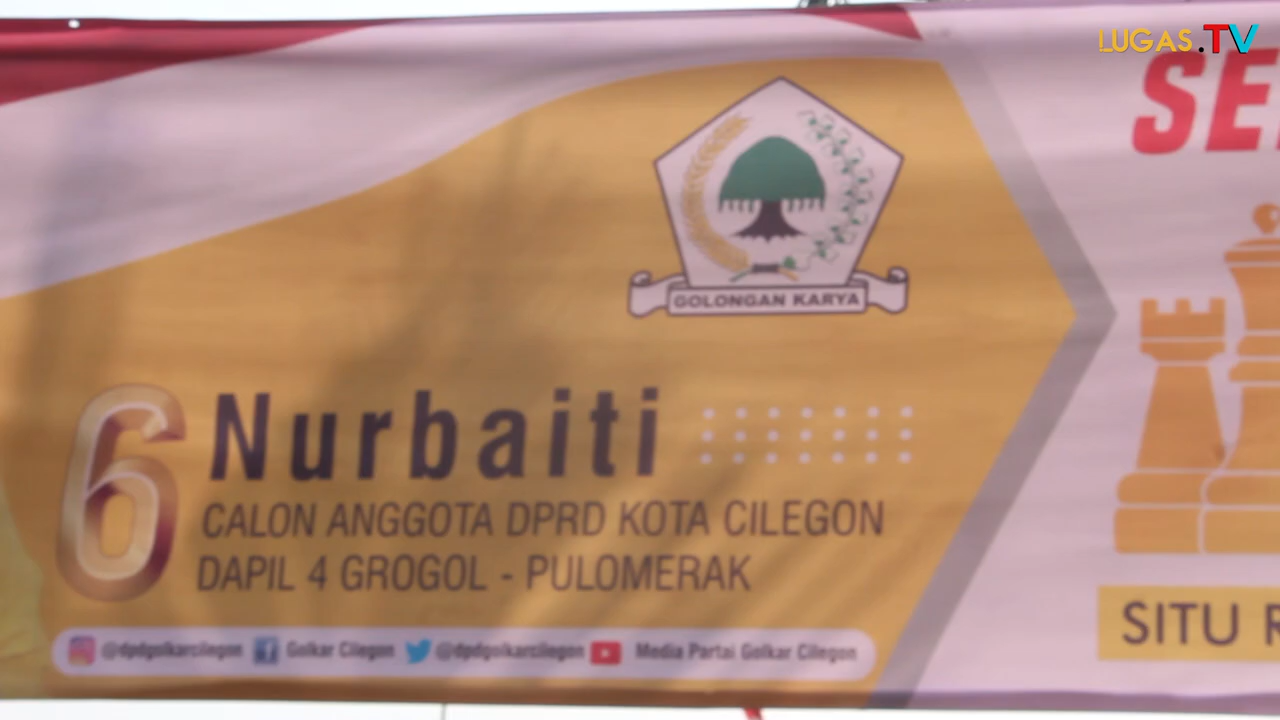 LUGAS.TV
GOLONGAN KARYA
6 Nurbaiti
CALON ANGGOTA DPRD KOTA CILEGON
DAPIL 4 GROGOL - PULOMERAK
@dpdgolkarcilegon Golkar Cilegon @dpdgolkarcilegon Media Partai Golkar Cilegon
SITU